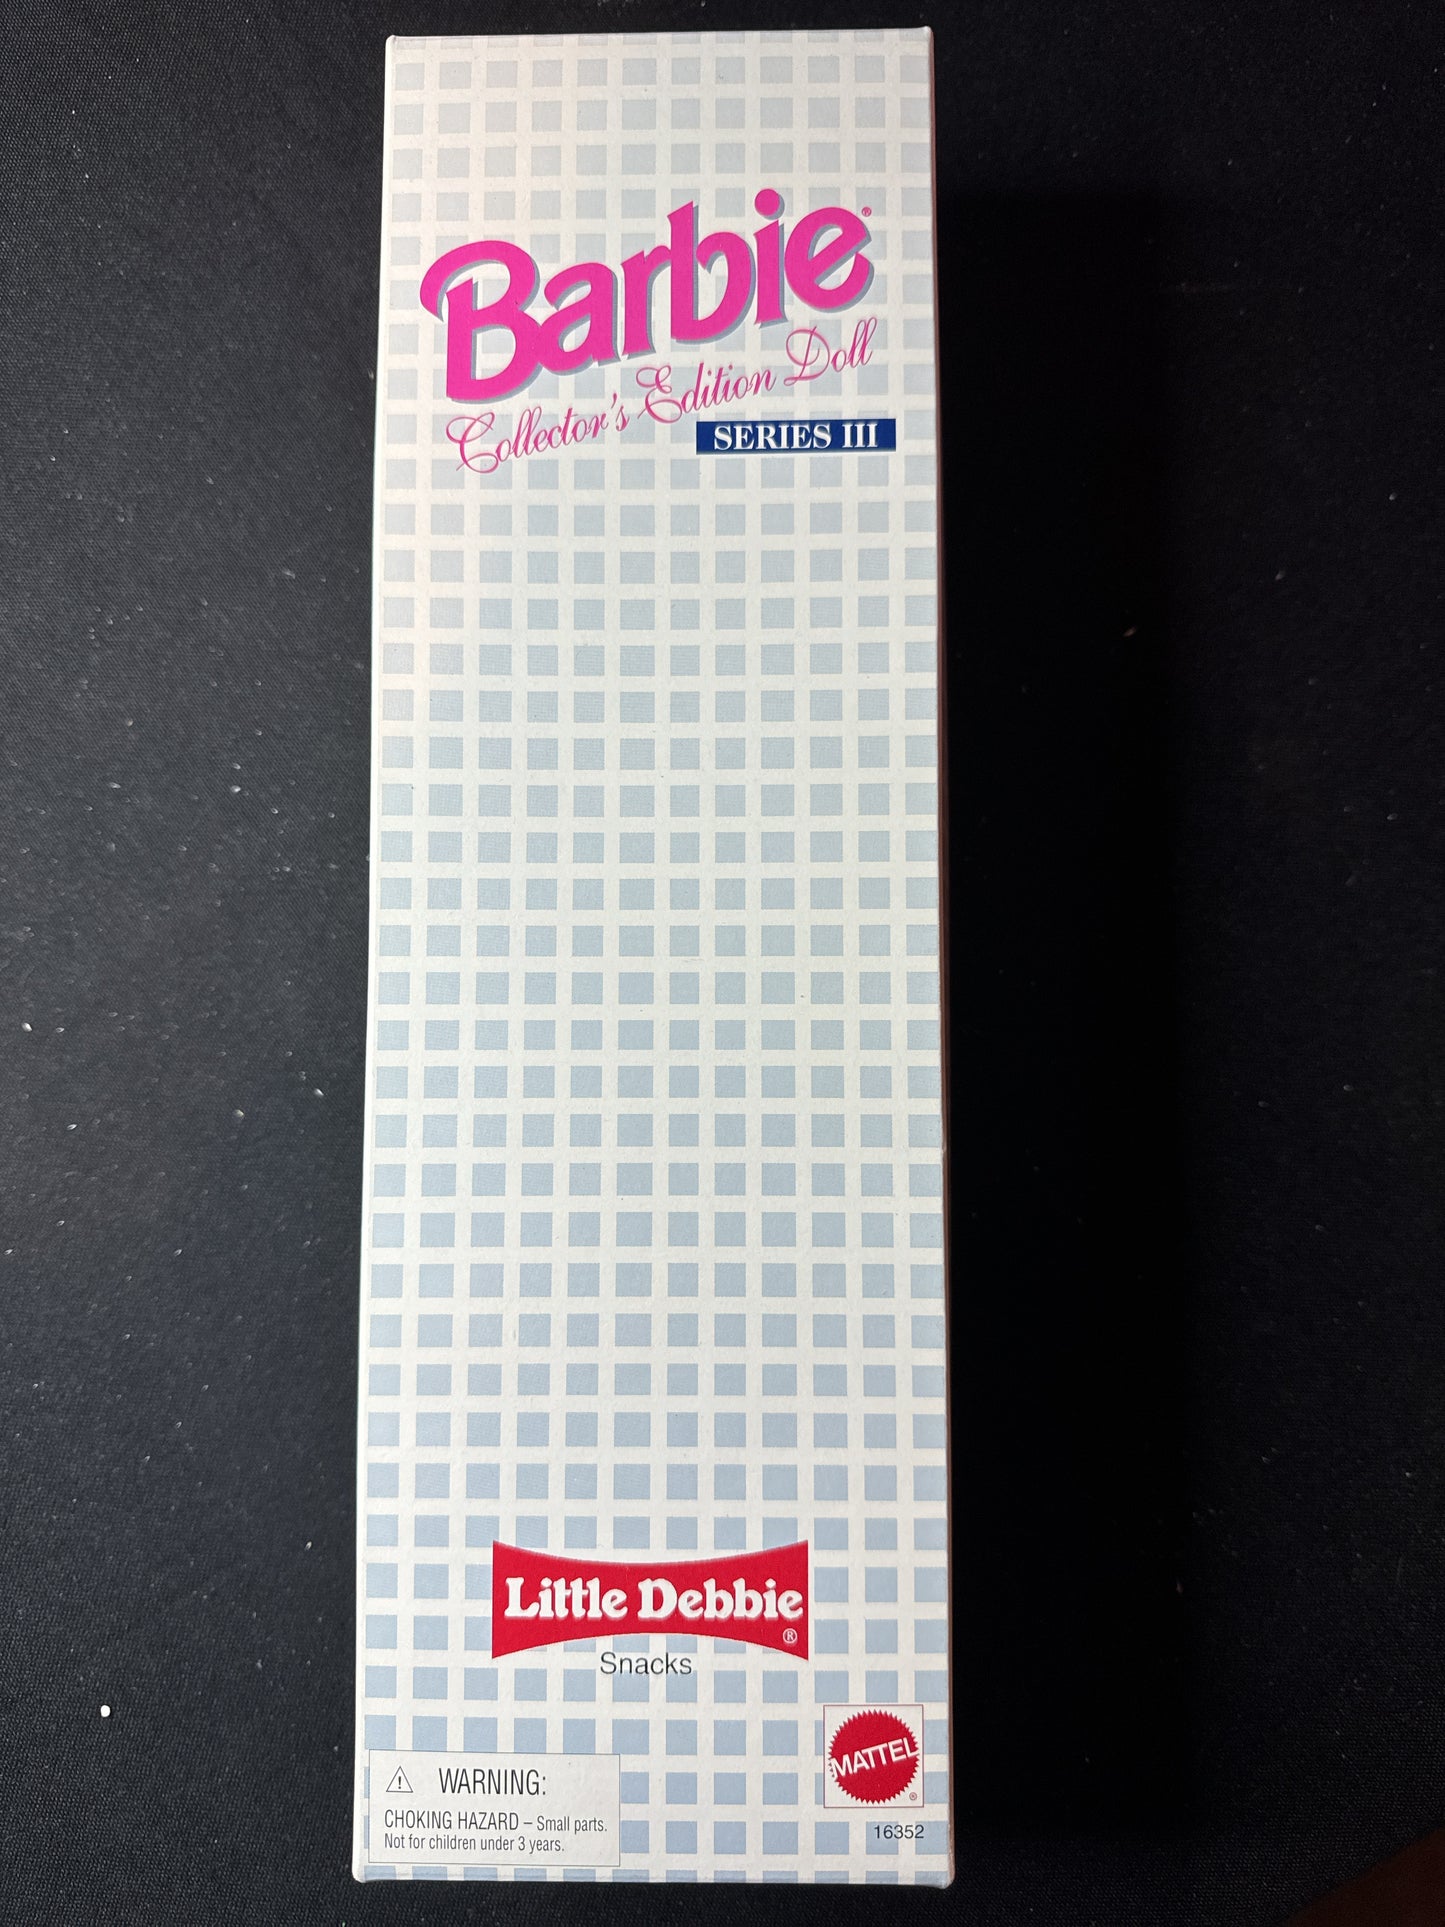 Barbie®
Collector's Edition Doll
SERIES III
Little Debbie
®
Snacks
MATTEL
®
16352
⚠ WARNING:
CHOKING HAZARD – Small parts.
Not for children under 3 years.